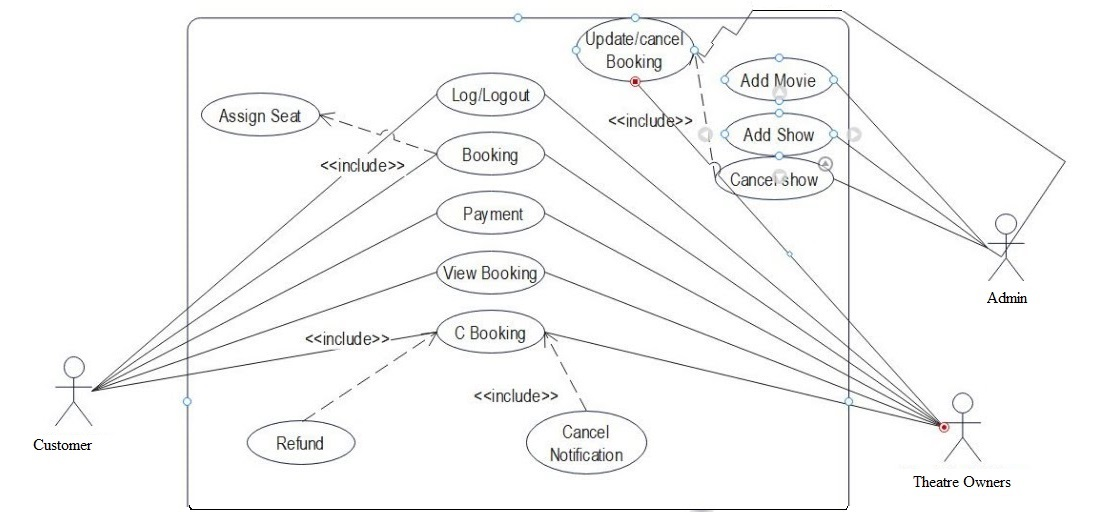 Update/cancel
Booking
Add Movie
Log/Logout
Assign Seat
<<include>>
Add Show
Booking
<<include>>
Cancel show
Payment
View Booking
Admin
C Booking
<<include>>
<<include>>
Refund
Cancel
Notification
Customer
Theatre Owners